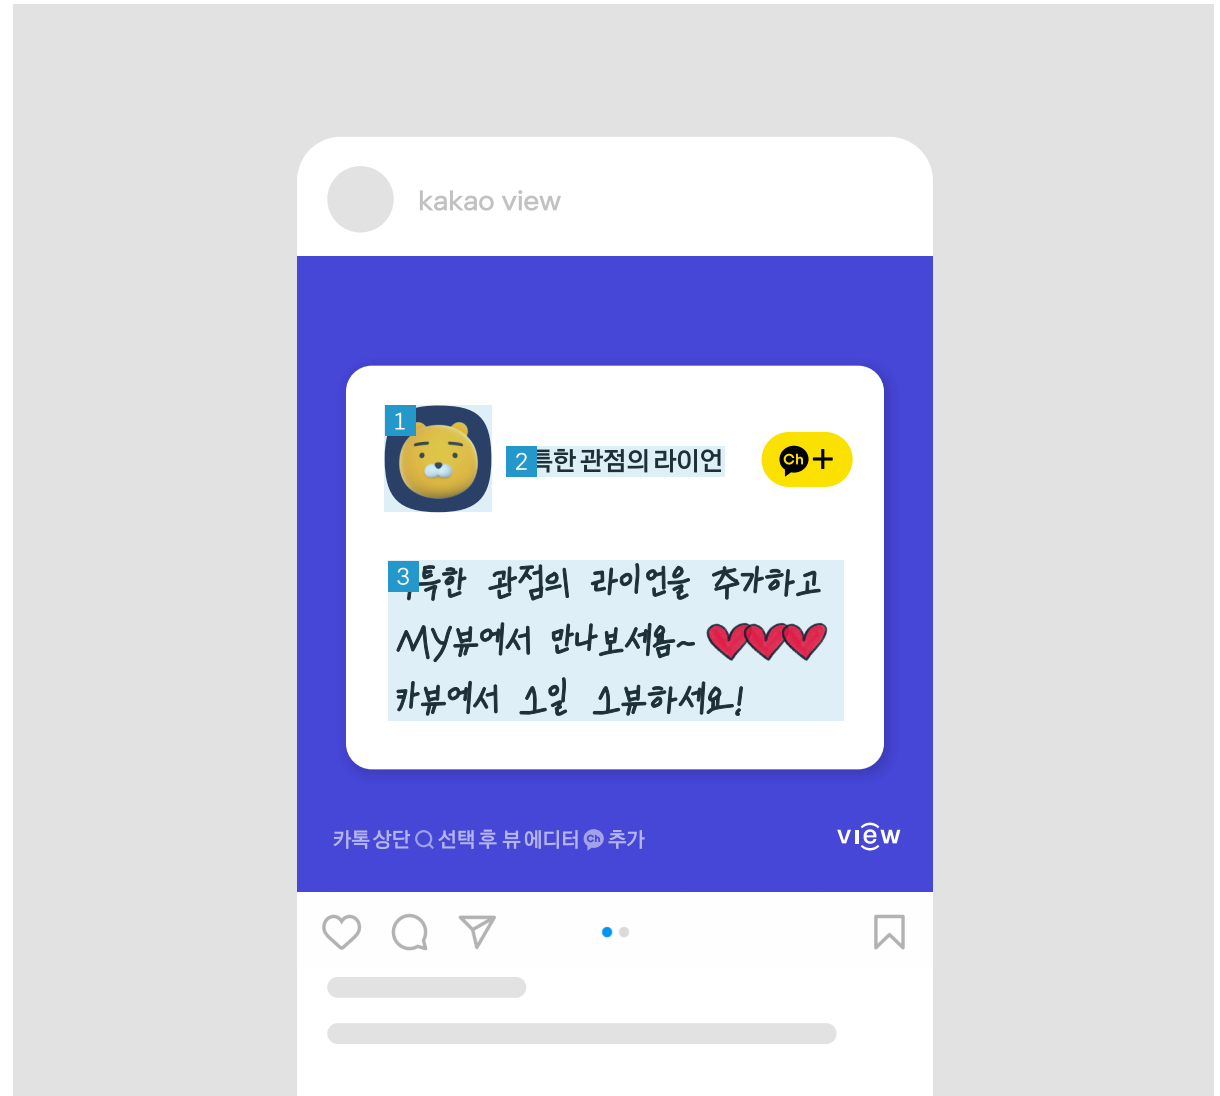 kakao view
1
2 특한 관점의 라이언
Ch+
3 특한 관점의 라이언을 추가하고
MY뷰에서 만나보세욤~
카뷰에서 1일 1뷰하세요!
카톡 상단 선택 후 뷰 에디터 Ch 추가
view